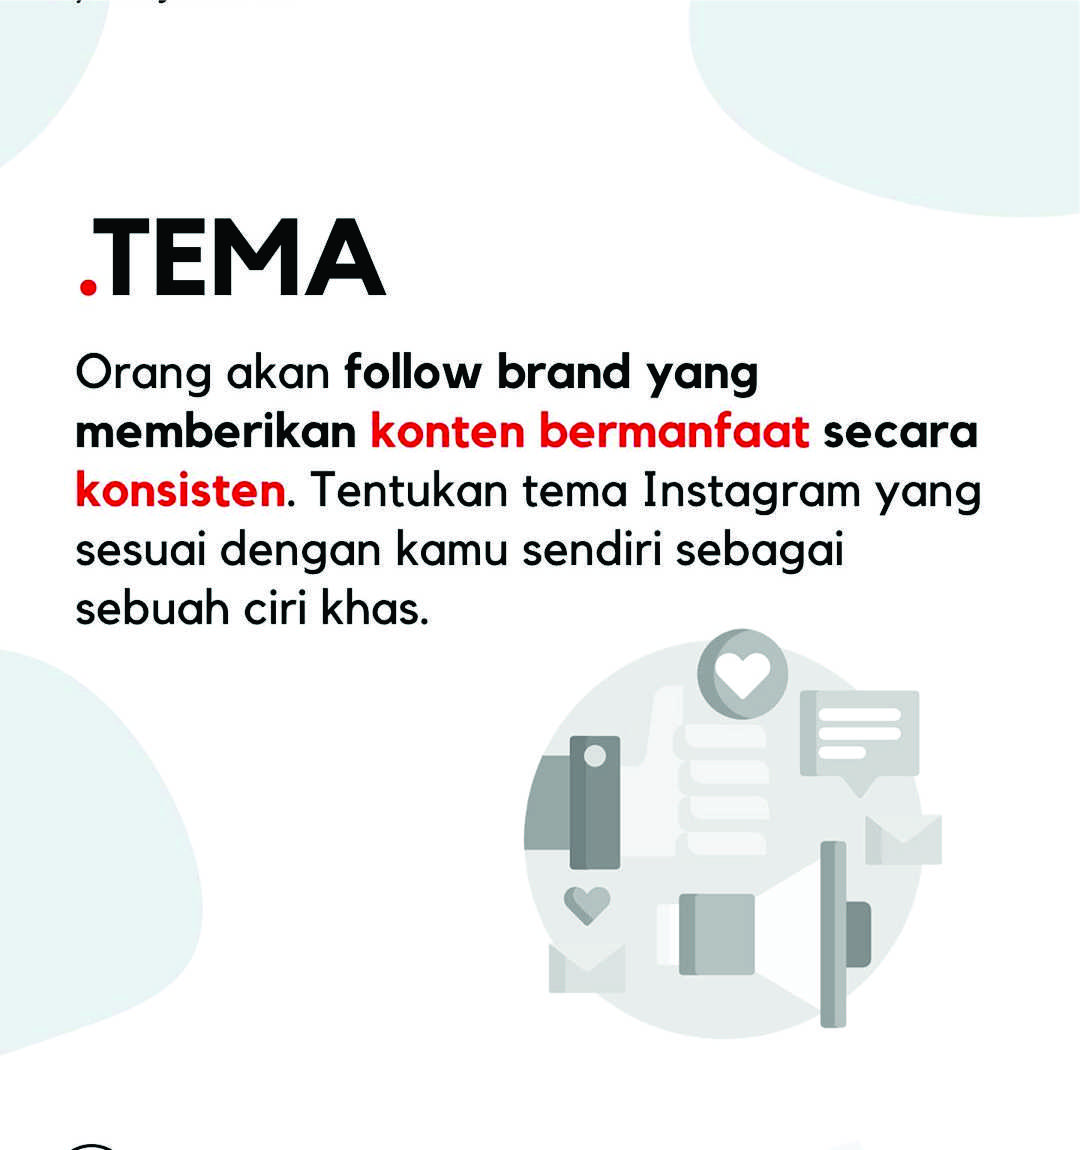 .TEMA
Orang akan follow brand yang
memberikan konten bermanfaat secara
konsisten. Tentukan tema Instagram yang
sesuai dengan kamu sendiri sebagai
sebuah ciri khas.